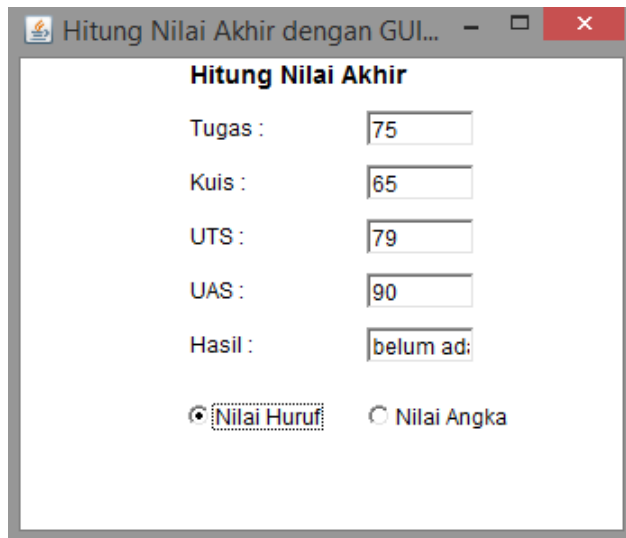 Hitung Nilai Akhir dengan GUI...
Hitung Nilai Akhir
Tugas : 75
Kuis : 65
UTS : 79
UAS : 90
Hasil : belum ada
Nilai Huruf Nilai Angka